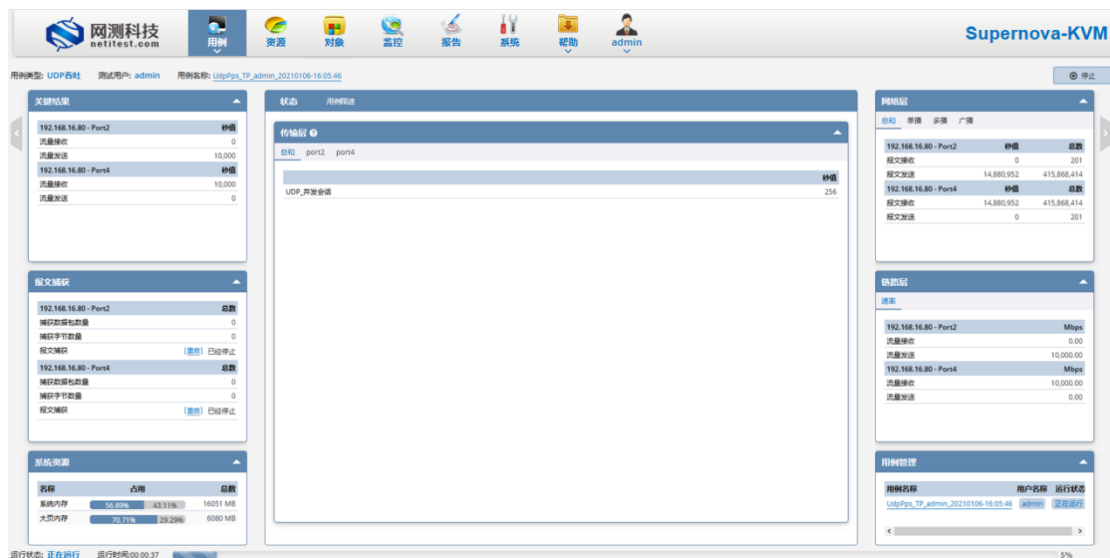 网测科技
netitest.com
用例
资源
对象
监控
报告
系统
帮助
admin
Supernova-KVM
用例类型: UDP吞吐 测试用户: admin 用例名称: UdpPps_TP_admin_20210106-16:05:46
停止
关键结果
192.168.16.80 - Port2 秒值
流量接收 0
流量发送 10,000
192.168.16.80 - Port4 秒值
流量接收 10,000
流量发送 0
报文捕获
192.168.16.80 - Port2 总数
捕获数据包数量 0
捕获字节数量 0
报文捕获 [重启] 已经停止
192.168.16.80 - Port4 总数
捕获数据包数量 0
捕获字节数量 0
报文捕获 [重启] 已经停止
系统资源
名称 占用 总数
系统内存 56.89% 43.11% 16051 MB
大页内存 70.71% 29.29% 6080 MB
状态 用例描述
传输层
总和 port2 port4
秒值
UDP_并发会话 256
网络层
总和 单播 多播 广播
192.168.16.80 - Port2 秒值 总数
报文接收 0 201
报文发送 14,880,952 415,868,414
192.168.16.80 - Port4 秒值 总数
报文接收 14,880,952 415,868,414
报文发送 0 201
链路层
速率
192.168.16.80 - Port2 Mbps
流量接收 0.00
流量发送 10,000.00
192.168.16.80 - Port4 Mbps
流量接收 10,000.00
流量发送 0.00
用例管理
用例名称 用户名称 运行状态
UdpPps_TP_admin_20210106-16:05:46 admin 正在运行
运行状态: 正在运行 运行时间:00:00:37 5%